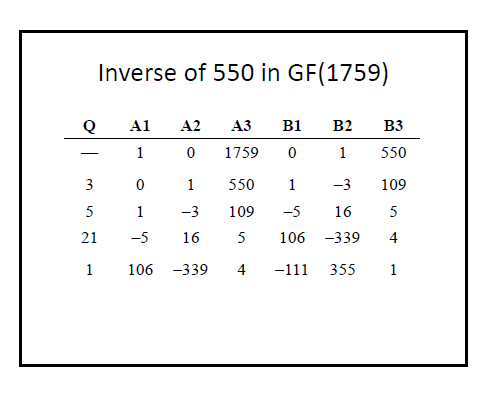 Inverse of 550 in GF(1759)
Q A1 A2 A3 B1 B2 B3
— 1 0 1759 0 1 550
3 0 1 550 1 −3 109
5 1 −3 109 −5 16 5
21 −5 16 5 106 −339 4
1 106 −339 4 −111 355 1